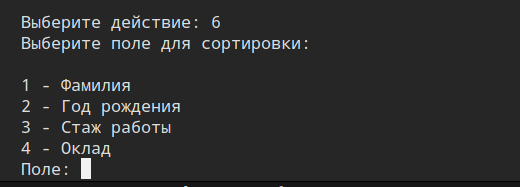 Выберите действие: 6
Выберите поле для сортировки:
1 - Фамилия
2 - Год рождения
3 - Стаж работы
4 - Оклад
Поле: